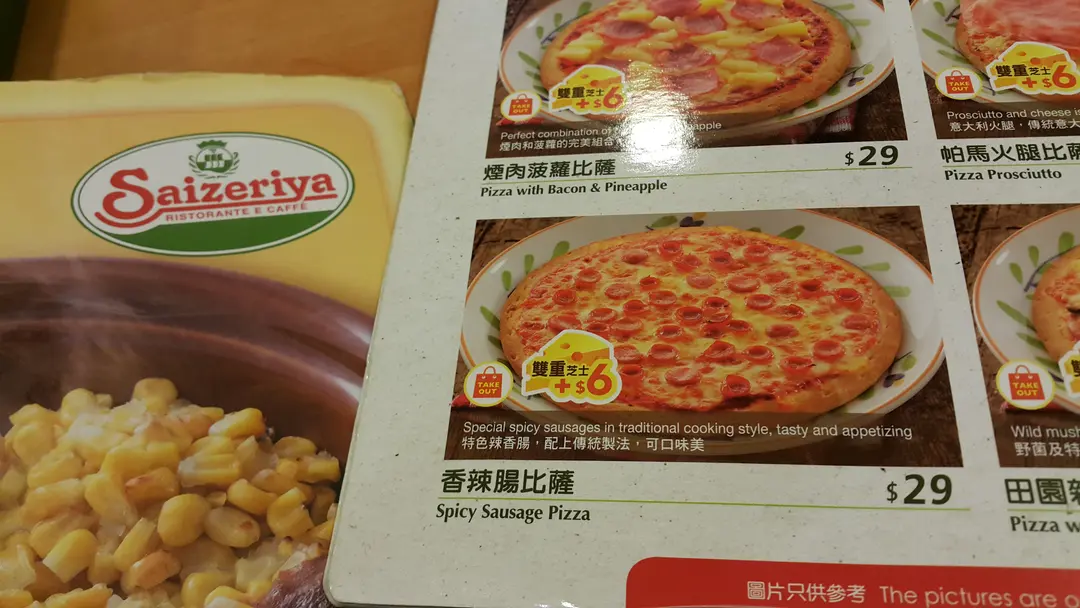 Saizeriya
RISTORANTE E CAFFÈ
TAKE OUT
雙重芝士
+$6
Perfect combination of
煙肉和菠蘿的完美組合
煙肉菠蘿比薩
$29
Pizza with Bacon & Pineapple
TAKE OUT
雙重芝士
+$6
Prosciutto and cheese
意大利火腿,傳統意大
帕馬火腿比薩
Pizza Prosciutto
TAKE OUT
雙重芝士
+$6
Special spicy sausages in traditional cooking style, tasty and appetizing
特色辣香腸,配上傳統製法,可口味美
香辣腸比薩
$29
Spicy Sausage Pizza
TAKE OUT
Wild
野菌及特
田園
Pizza
圖片只供參考 The pictures are